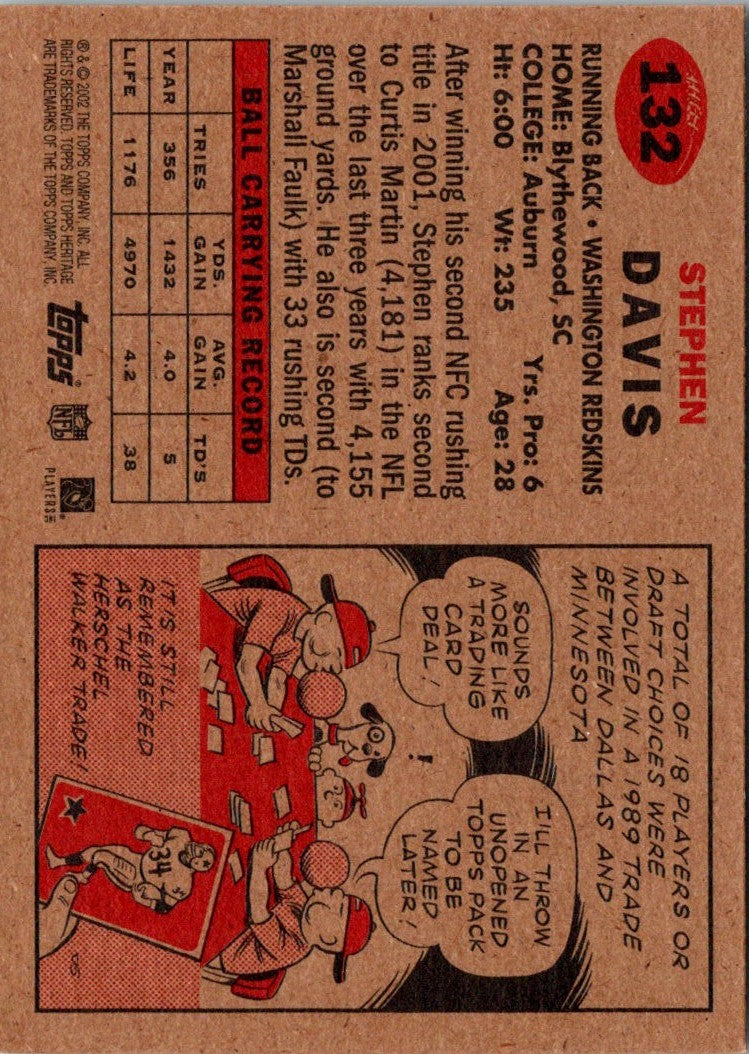 132
STEPHEN
DAVIS
RUNNING BACK • WASHINGTON REDSKINS
HOME: Blythewood, SC
COLLEGE: Auburn Yrs. Pro: 6
Ht: 6:00 Wt: 235 Age: 28
After winning his second NFC rushing
title in 2001, Stephen ranks second
to Curtis Martin (4,181) in the NFL
over the last three years with 4,155
ground yards. He also is second (to
Marshall Faulk) with 33 rushing TDs.
BALL CARRYING RECORD
TRIES YDS. GAIN AVG. GAIN TD'S
YEAR 356 1432 4.0 5
LIFE 1176 4970 4.2 38
® & © 2002 THE TOPPS COMPANY, INC. ALL
RIGHTS RESERVED. TOPPS AND TOPPS HERITAGE
ARE TRADEMARKS OF THE TOPPS COMPANY, INC.
topps®
NFL
PLAYERS INC
A TOTAL OF 18 PLAYERS OR
DRAFT CHOICES WERE
INVOLVED IN A 1989 TRADE
BETWEEN DALLAS AND
MINNESOTA
SOUNDS
MORE LIKE
A TRADING
CARD
DEAL!
!
I'LL THROW
IN AN
UNOPENED
TOPPS PACK
TO BE
NAMED
LATER!
IT'S STILL
REMEMBERED
AS THE
HERSCHEL
WALKER TRADE!
34
34